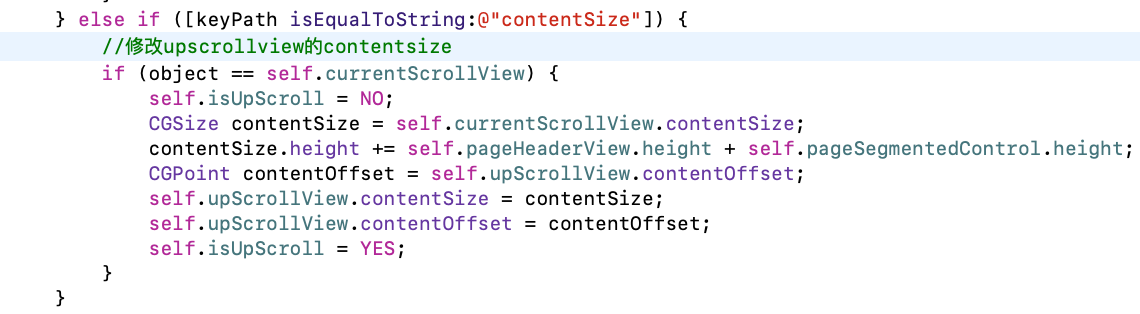 } else if ([keyPath isEqualToString:@"contentSize"]) {
//修改upscrollview的contentsize
if (object == self.currentScrollView) {
self.isUpScroll = NO;
CGSize contentSize = self.currentScrollView.contentSize;
contentSize.height += self.pageHeaderView.height + self.pageSegmentedControl.height;
CGPoint contentOffset = self.upScrollView.contentOffset;
self.upScrollView.contentSize = contentSize;
self.upScrollView.contentOffset = contentOffset;
self.isUpScroll = YES;
}
}